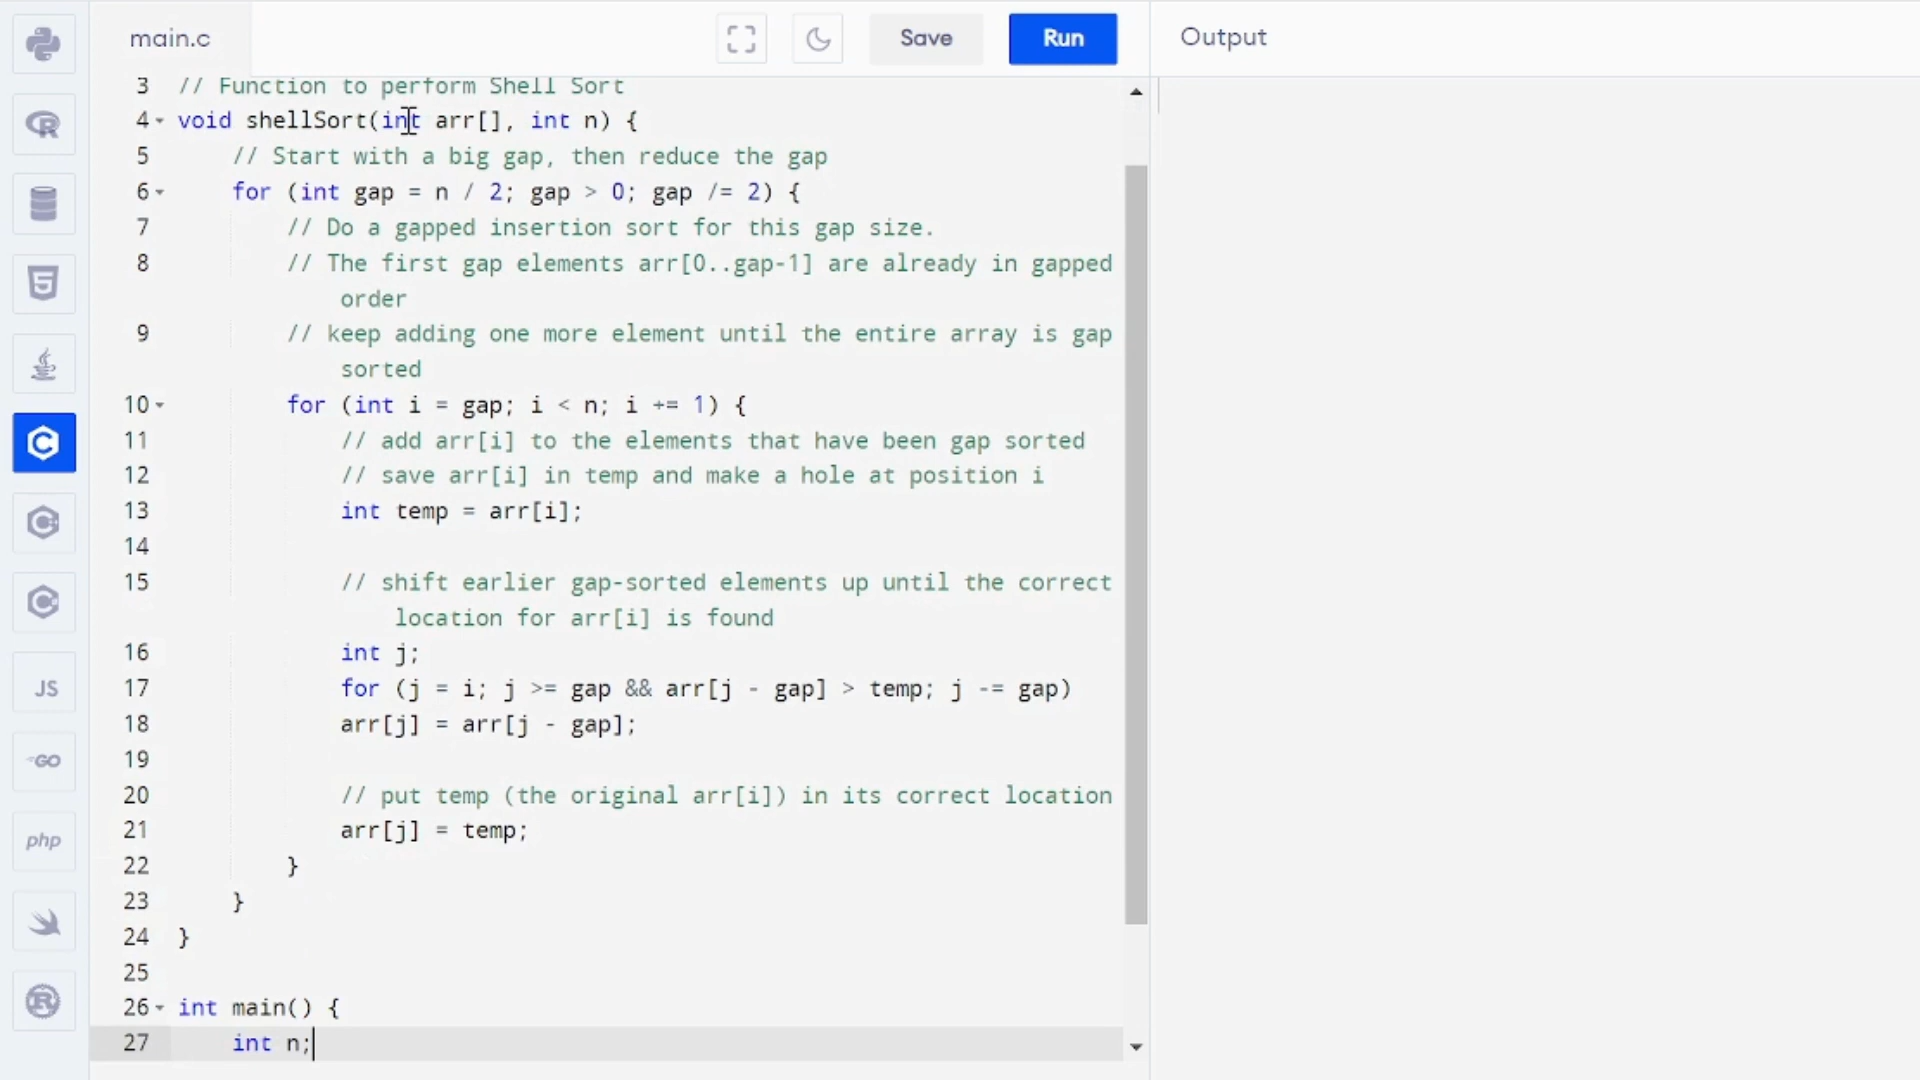 main.c
Save
Run
Output
3 // Function to perform Shell Sort
4 void shellSort(int arr[], int n) {
5 // Start with a big gap, then reduce the gap
6 for (int gap = n / 2; gap > 0; gap /= 2) {
7 // Do a gapped insertion sort for this gap size.
8 // The first gap elements arr[0..gap-1] are already in gapped
order
9 // keep adding one more element until the entire array is gap
sorted
10 for (int i = gap; i < n; i += 1) {
11 // add arr[i] to the elements that have been gap sorted
12 // save arr[i] in temp and make a hole at position i
13 int temp = arr[i];
14
15 // shift earlier gap-sorted elements up until the correct
location for arr[i] is found
16 int j;
17 for (j = i; j >= gap && arr[j - gap] > temp; j -= gap)
18 arr[j] = arr[j - gap];
19
20 // put temp (the original arr[i]) in its correct location
21 arr[j] = temp;
22 }
23 }
24 }
25
26 int main() {
27 int n;
R
5
C
C
C
JS
GO
php
R